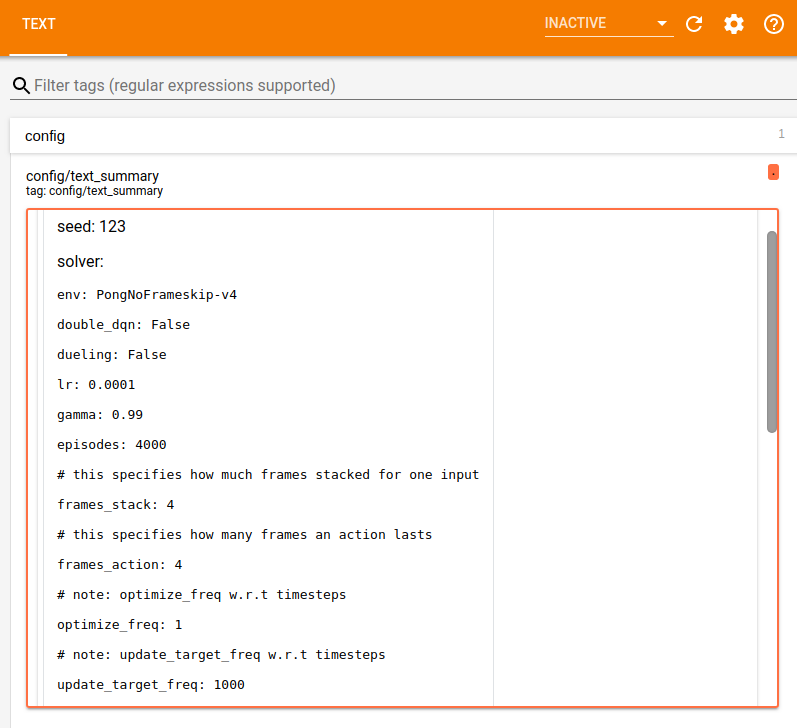 TEXT
INACTIVE
Filter tags (regular expressions supported)
config
1
config/text_summary
tag: config/text_summary
.
seed: 123
solver:
env: PongNoFrameskip-v4
double_dqn: False
dueling: False
lr: 0.0001
gamma: 0.99
episodes: 4000
# this specifies how much frames stacked for one input
frames_stack: 4
# this specifies how many frames an action lasts
frames_action: 4
# note: optimize_freq w.r.t timesteps
optimize_freq: 1
# note: update_target_freq w.r.t timesteps
update_target_freq: 1000